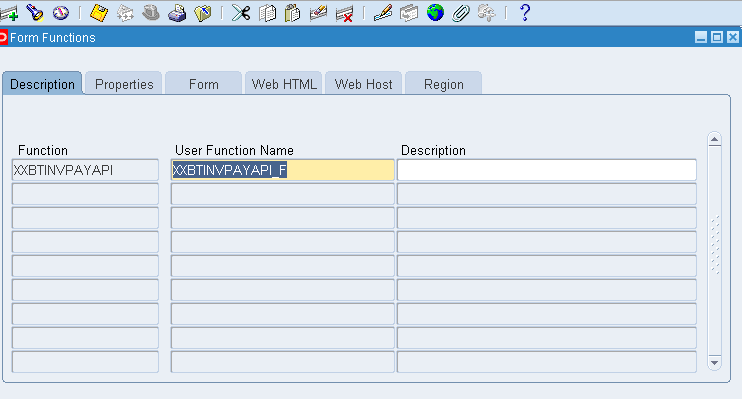 Form Functions
Description Properties Form Web HTML Web Host Region
Function User Function Name Description
XXBTINVPAYAPI XXBTINVPAYAPI_F